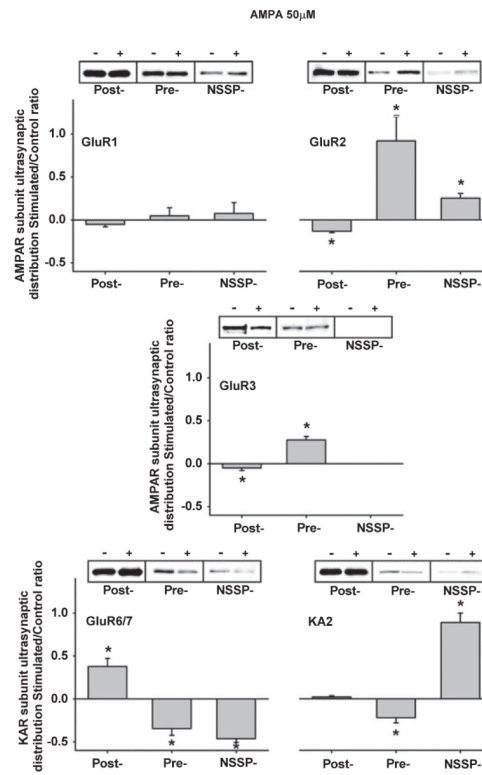 AMPA 50μM
- + - + - +
Post- Pre- NSSP-
- + - + - +
Post- Pre- NSSP-
AMPAR subunit ultrasynaptic
distribution Stimulated/Control ratio
1.0
0.5
0.0
-0.5
GluR1
Post- Pre- NSSP-
GluR2
*
*
*
Post- Pre- NSSP-
- + - + - +
Post- Pre- NSSP-
AMPAR subunit ultrasynaptic
distribution Stimulated/Control ratio
1.0
0.5
0.0
-0.5
GluR3
*
*
Post- Pre- NSSP-
- + - + - +
Post- Pre- NSSP-
- + - + - +
Post- Pre- NSSP-
KAR subunit ultrasynaptic
distribution Stimulated/Control ratio
1.0
0.5
0.0
-0.5
GluR6/7
*
*
*
Post- Pre- NSSP-
KA2
*
*
Post- Pre- NSSP-